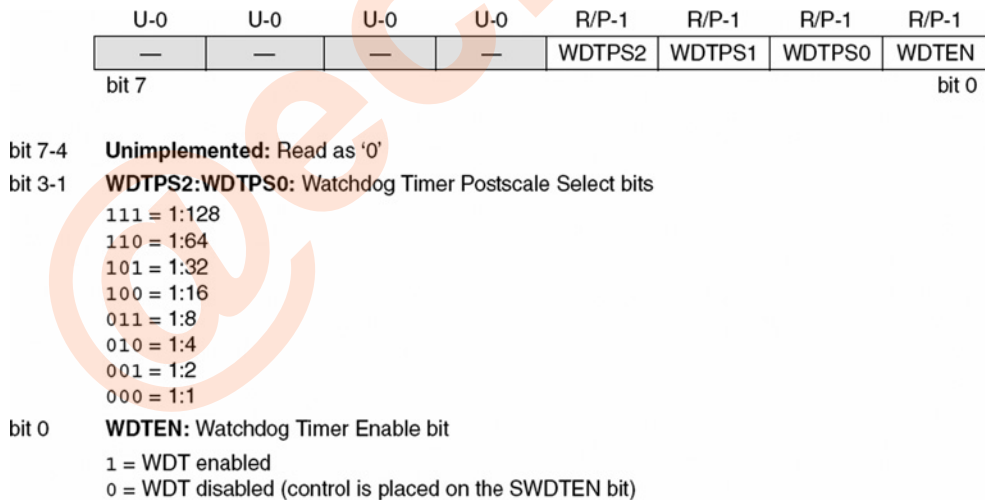 U-0 U-0 U-0 U-0 R/P-1 R/P-1 R/P-1 R/P-1
— — — — WDTPS2 WDTPS1 WDTPS0 WDTEN
bit 7 bit 0
bit 7-4 Unimplemented: Read as ‘0’
bit 3-1 WDTPS2:WDTPS0: Watchdog Timer Postscale Select bits
111 = 1:128
110 = 1:64
101 = 1:32
100 = 1:16
011 = 1:8
010 = 1:4
001 = 1:2
000 = 1:1
bit 0 WDTEN: Watchdog Timer Enable bit
1 = WDT enabled
0 = WDT disabled (control is placed on the SWDTEN bit)
@ec